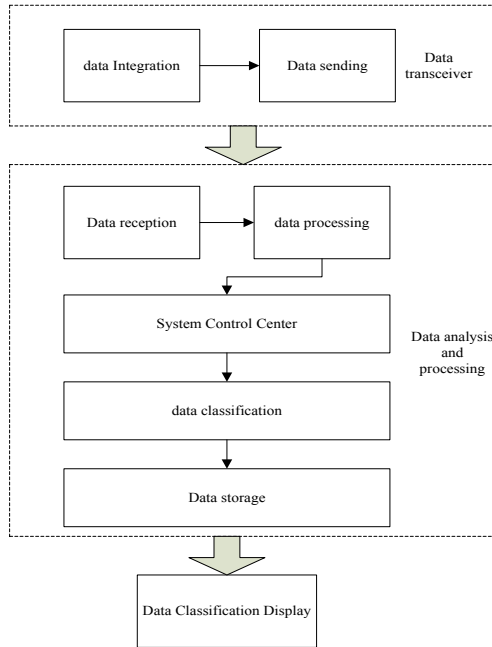 data Integration
Data sending
Data
transceiver
Data reception
data processing
System Control Center
Data analysis
and
processing
data classification
Data storage
Data Classification Display